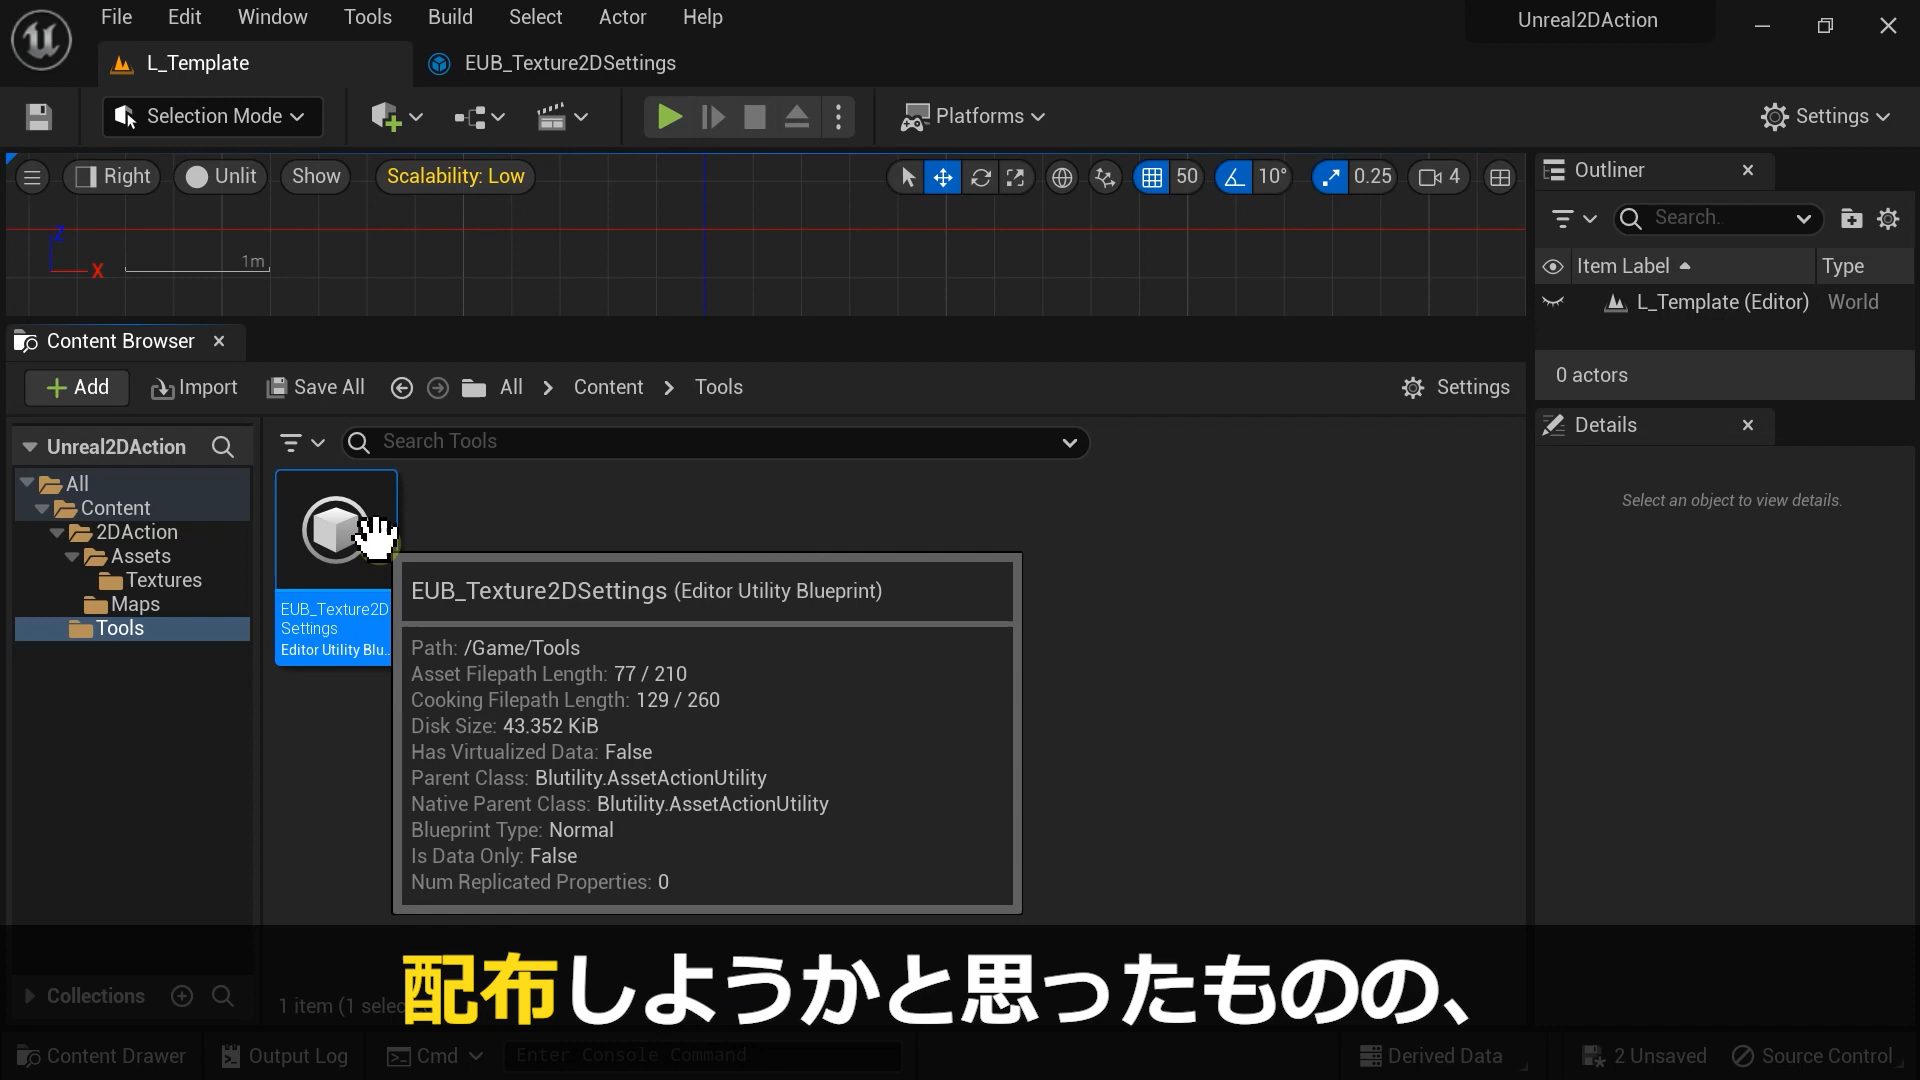 File Edit Window Tools Build Select Actor Help
Unreal2DAction
L_Template
EUB_Texture2DSettings
Selection Mode
Platforms
Settings
Right
Unlit
Show
Scalability: Low
50
10°
0.25
4
Z
X
1m
Outliner
Search..
Item Label
Type
L_Template (Editor)
World
0 actors
Details
Select an object to view details.
Content Browser
Add
Import
Save All
All
Content
Tools
Settings
Unreal2DAction
Search Tools
All
Content
2DAction
Assets
Textures
Maps
Tools
EUB_Texture2D
Settings
Editor Utility Blu..
EUB_Texture2DSettings (Editor Utility Blueprint)
Path: /Game/Tools
Asset Filepath Length: 77 / 210
Cooking Filepath Length: 129 / 260
Disk Size: 43.352 KiB
Has Virtualized Data: False
Parent Class: Blutility.AssetActionUtility
Native Parent Class: Blutility.AssetActionUtility
Blueprint Type: Normal
Is Data Only: False
Num Replicated Properties: 0
Collections
1 item (1 selec
配布しようかと思ったものの、
Content Drawer
Output Log
Cmd
Enter Console Command
Derived Data
2 Unsaved
Source Control